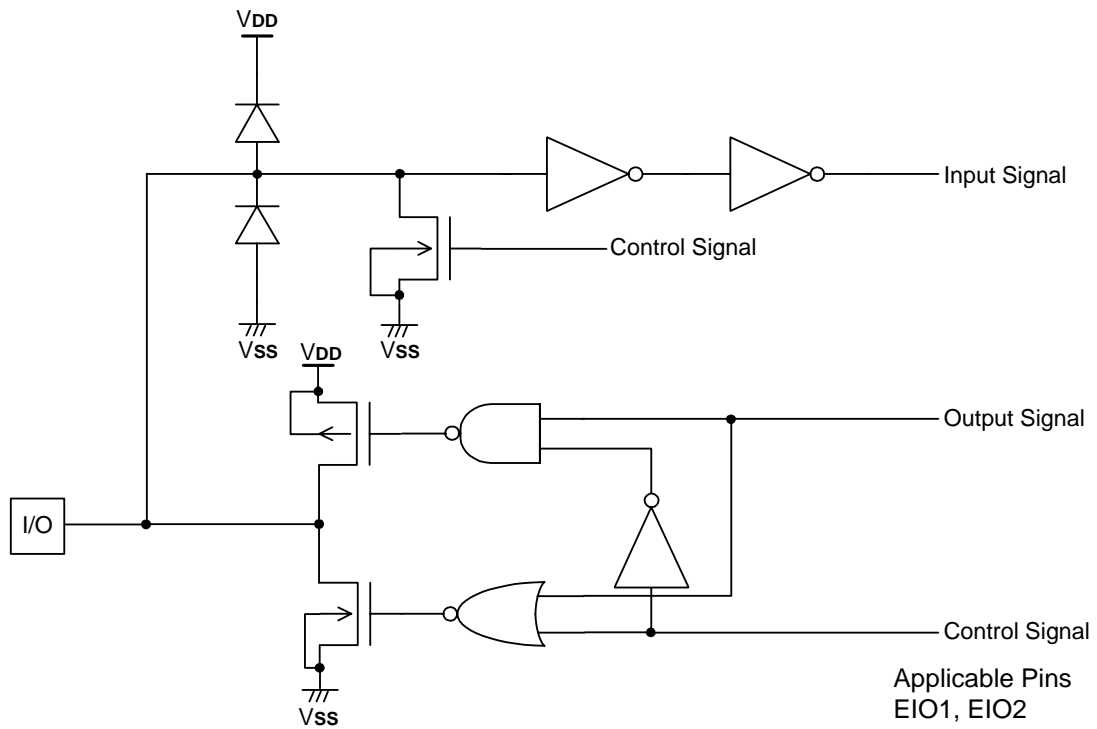 VDD
Input Signal
Control Signal
VSS
VSS
VDD
Output Signal
I/O
Control Signal
Applicable Pins
EIO1, EIO2
VSS